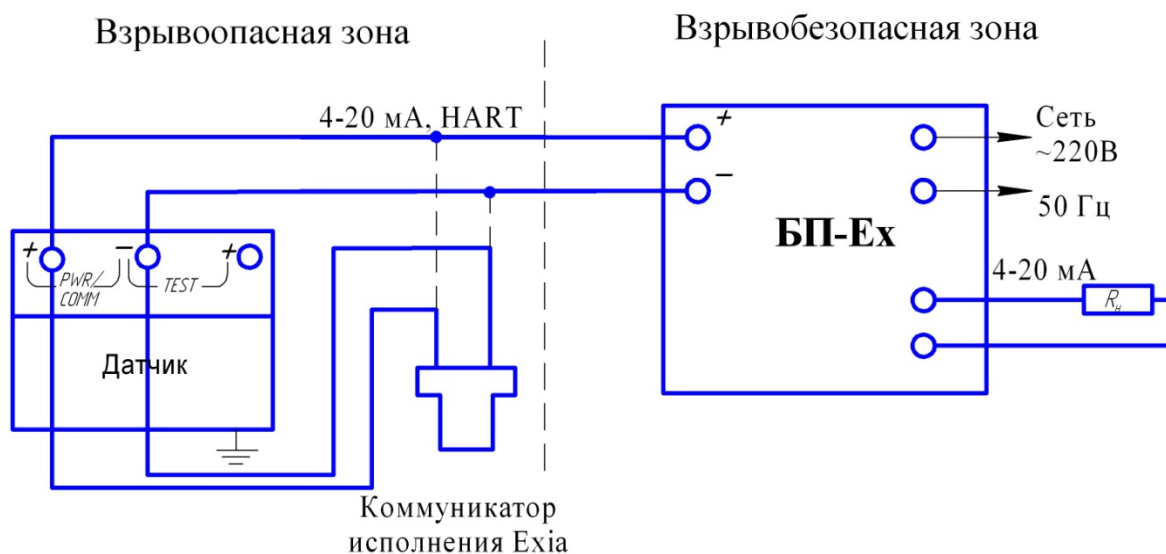 Взрывоопасная зона
Взрывобезопасная зона
4-20 мА, HART
+
−
Сеть
~220В
50 Гц
БП-Ех
4-20 мА
Rн
+
−
+
PWR/
COMM
TEST
Датчик
Коммуникатор
исполнения Exia